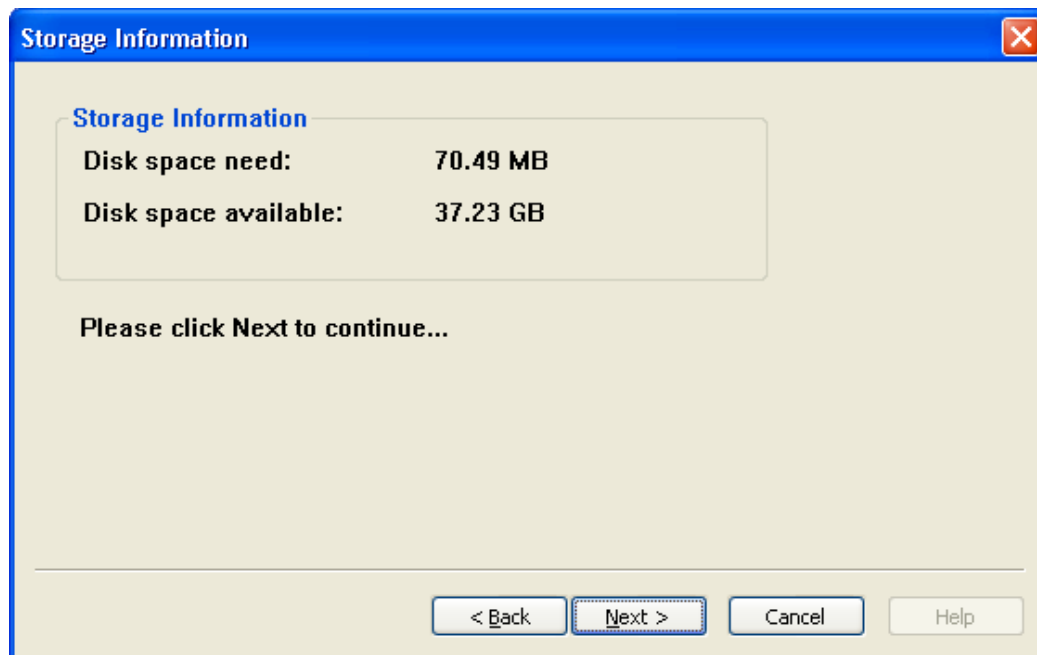 Storage Information
Storage Information
Disk space need: 70.49 MB
Disk space available: 37.23 GB
Please click Next to continue...
< Back Next > Cancel Help